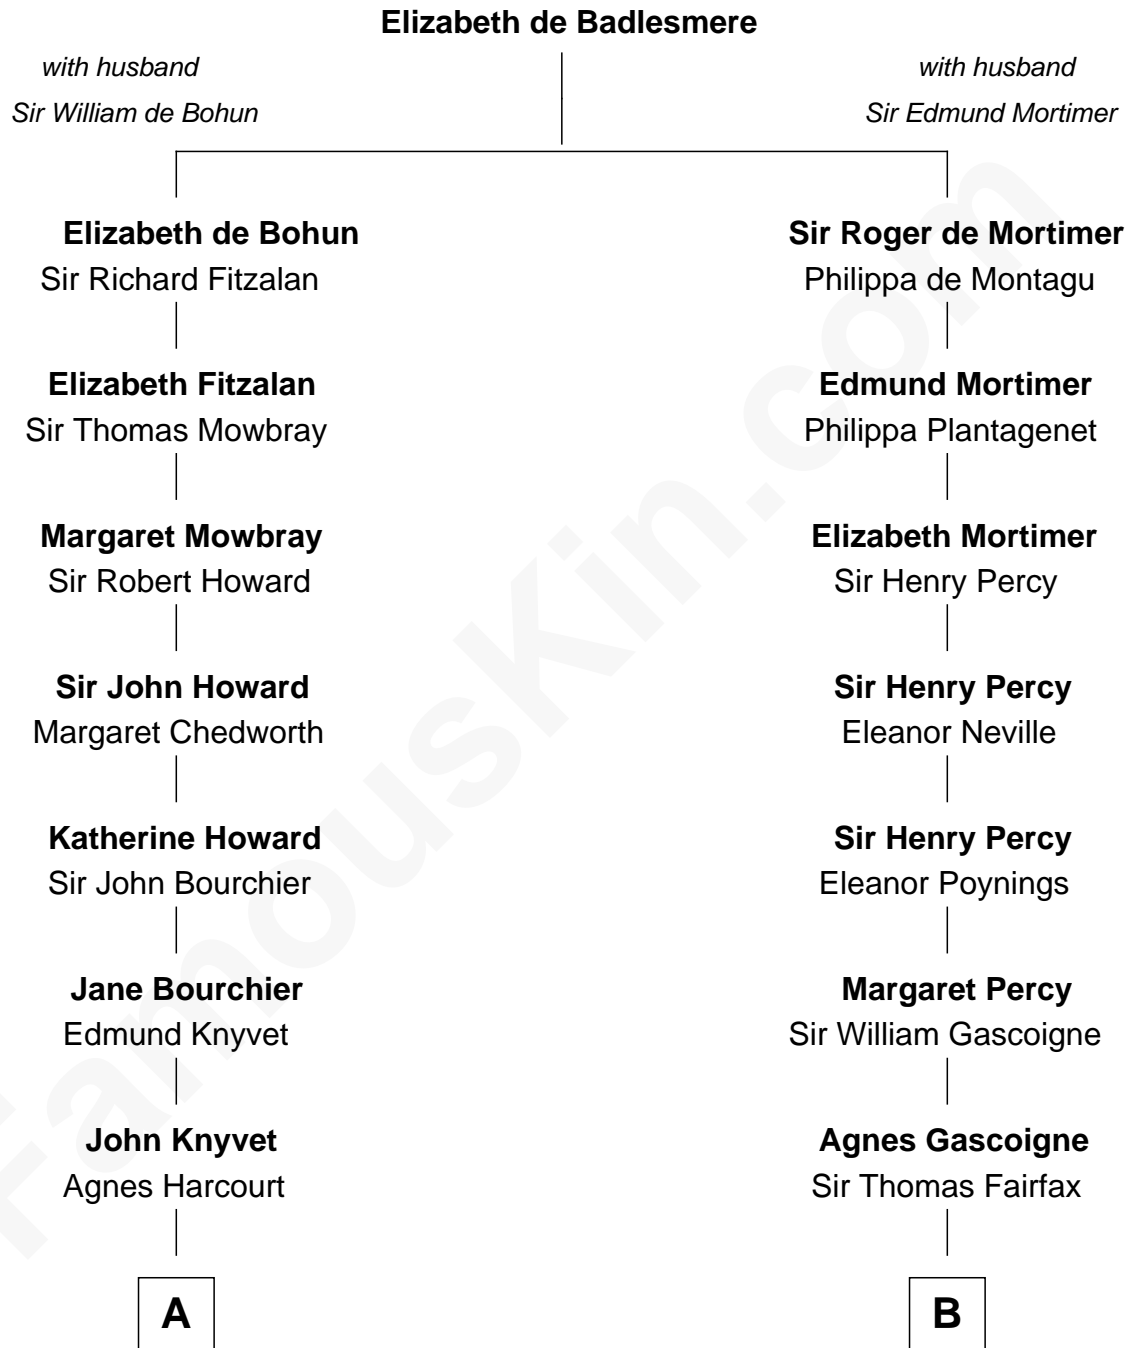 Elizabeth de Badlesmere
with husband
Sir William de Bohun
with husband
Sir Edmund Mortimer
Elizabeth de Bohun
Sir Richard Fitzalan
Elizabeth Fitzalan
Sir Thomas Mowbray
Margaret Mowbray
Sir Robert Howard
Sir John Howard
Margaret Chedworth
Katherine Howard
Sir John Bourchier
Jane Bourchier
Edmund Knyvet
John Knyvet
Agnes Harcourt
A
Sir Roger de Mortimer
Philippa de Montagu
Edmund Mortimer
Philippa Plantagenet
Elizabeth Mortimer
Sir Henry Percy
Sir Henry Percy
Eleanor Neville
Sir Henry Percy
Eleanor Poynings
Margaret Percy
Sir William Gascoigne
Agnes Gascoigne
Sir Thomas Fairfax
B
FamousKin.com